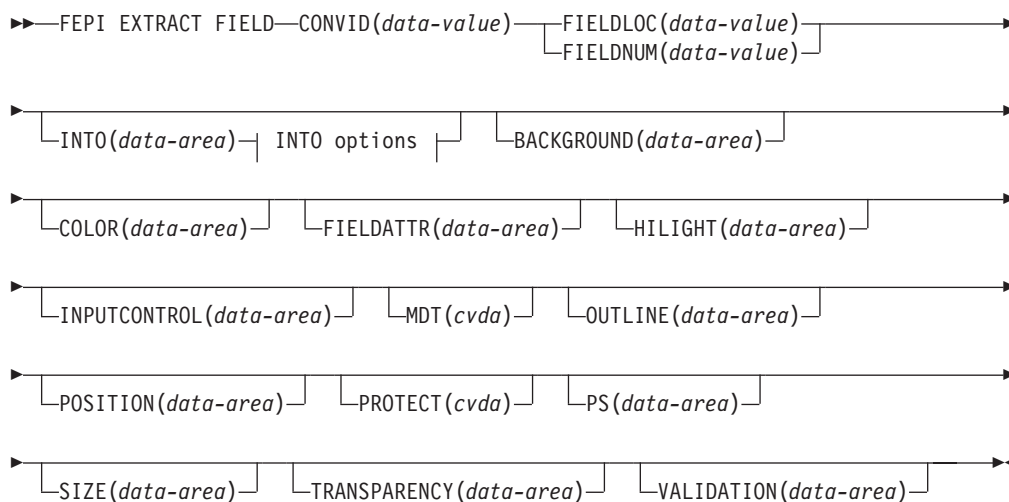 FEPI EXTRACT FIELD CONVID(data-value) FIELDLOC(data-value)
FIELDNUM(data-value)
INTO(data-area) INTO options BACKGROUND(data-area)
COLOR(data-area) FIELDATTR(data-area) HILIGHT(data-area)
INPUTCONTROL(data-area) MDT(cvda) OUTLINE(data-area)
POSITION(data-area) PROTECT(cvda) PS(data-area)
SIZE(data-area) TRANSPARENCY(data-area) VALIDATION(data-area)